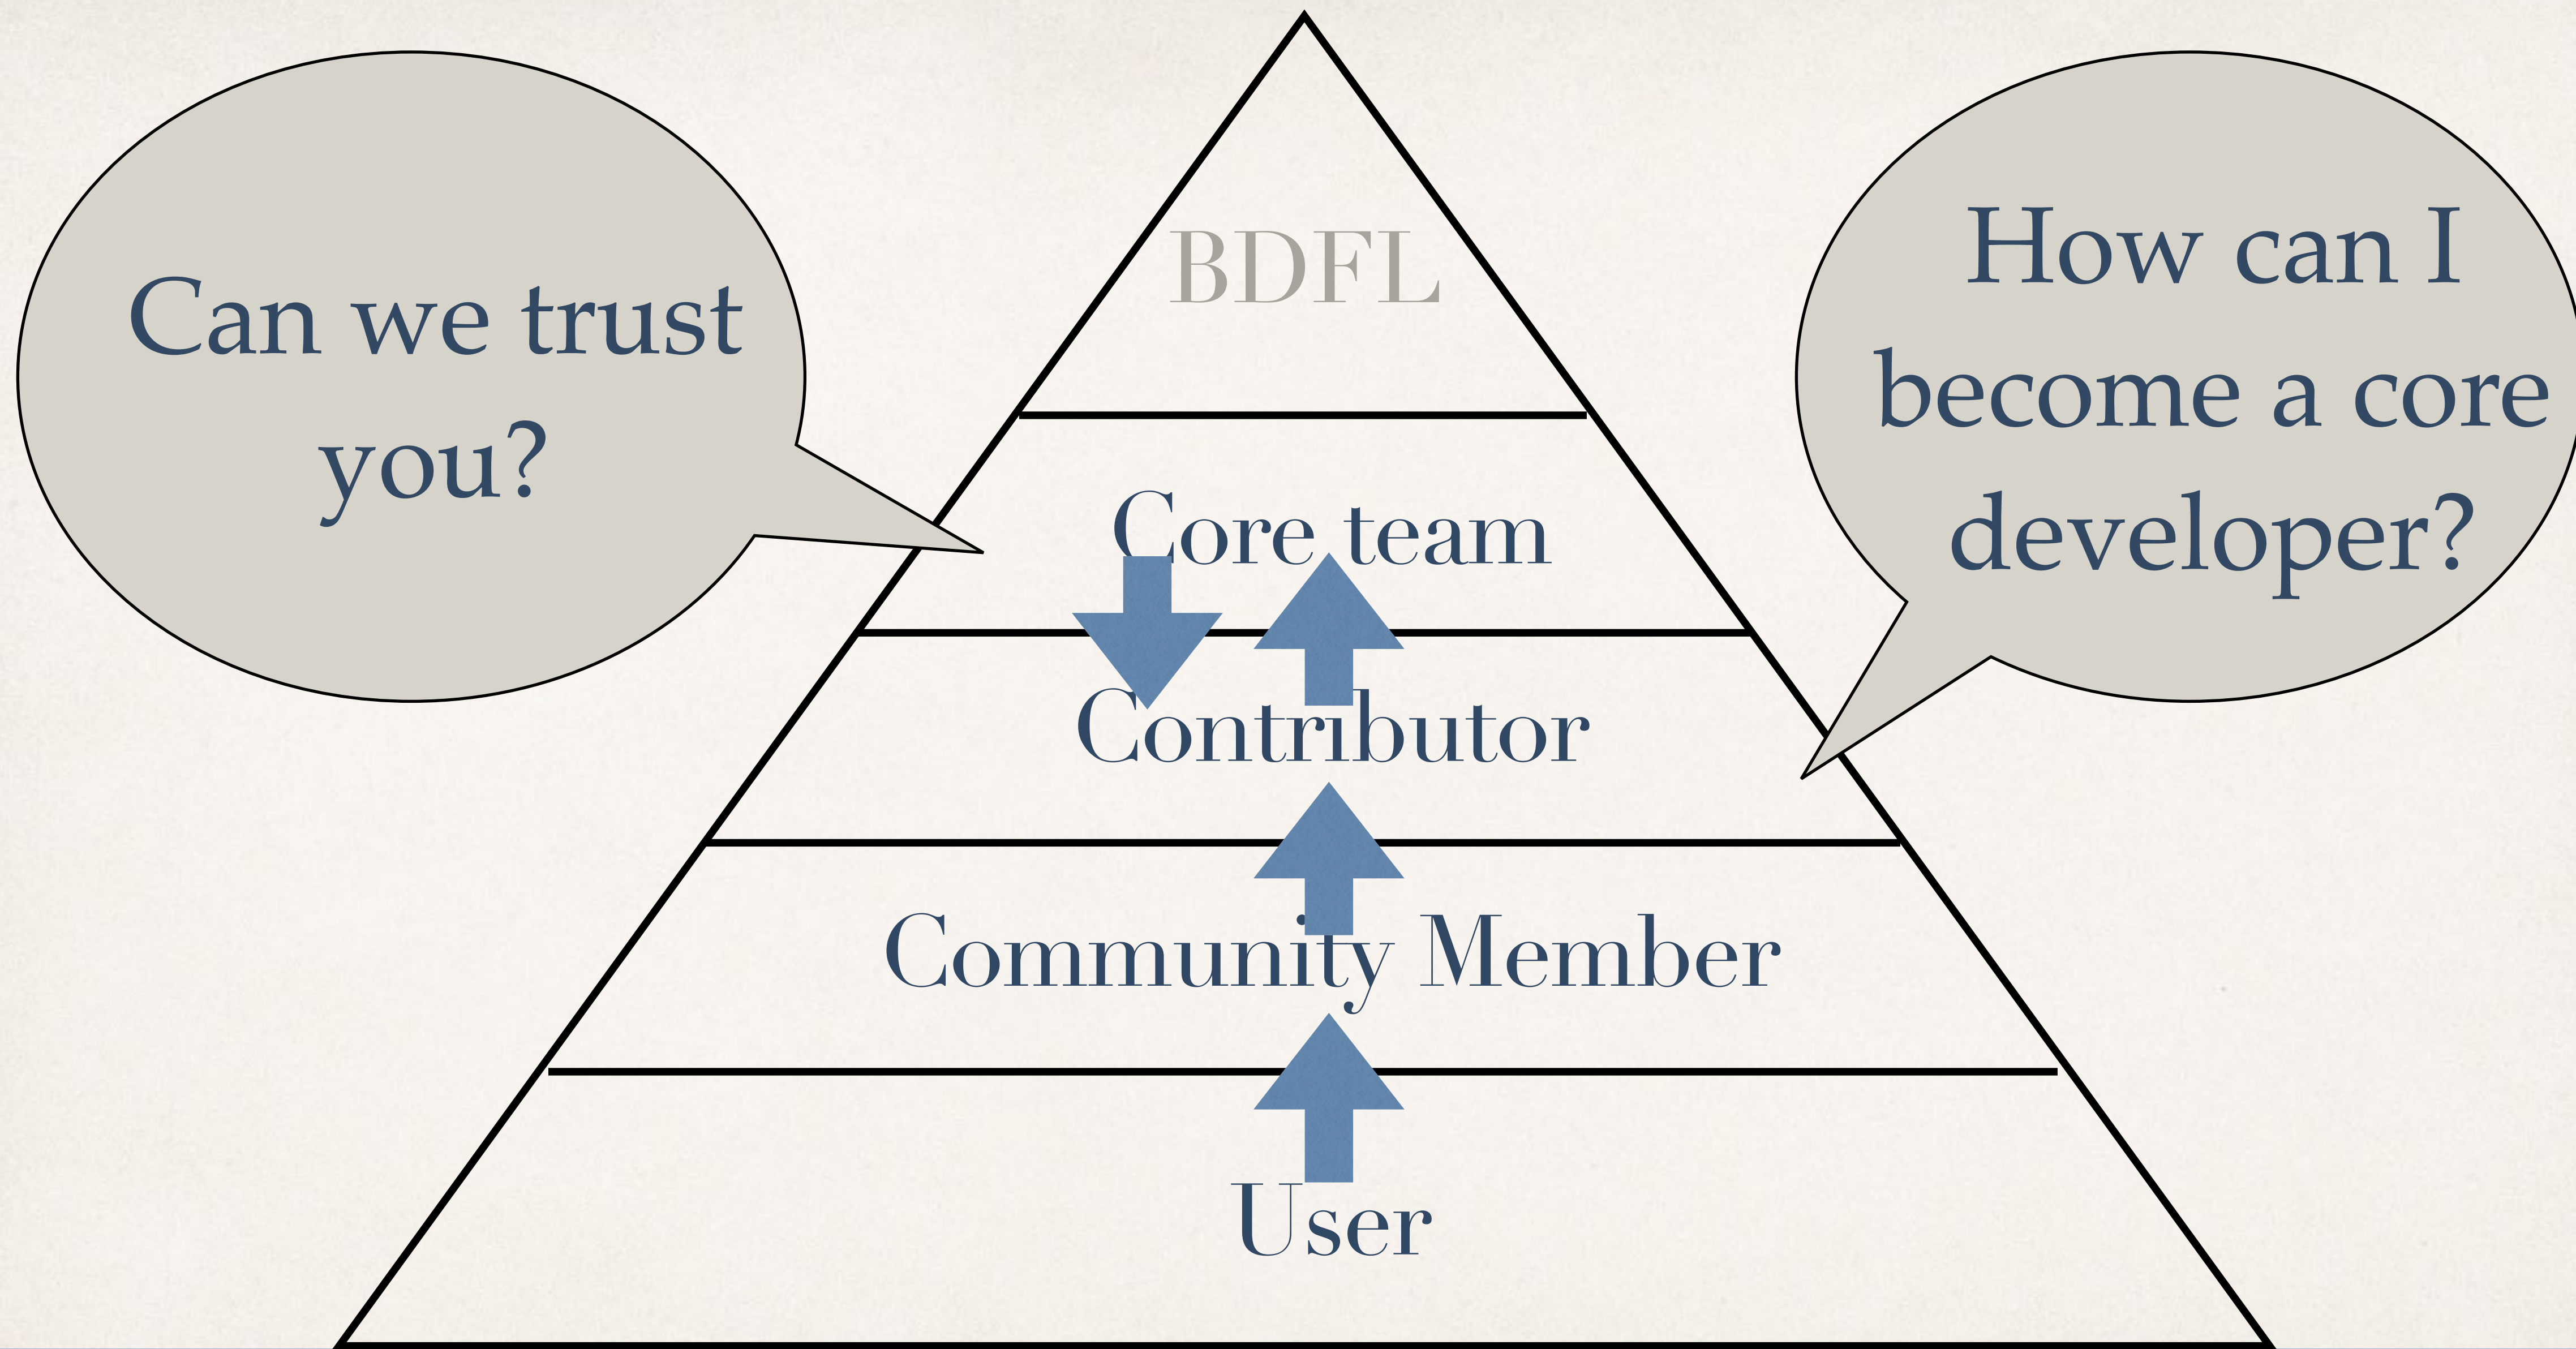 Can we trust
you?
How can I
become a core
developer?
BDFL
Core team
Contributor
Community Member
User